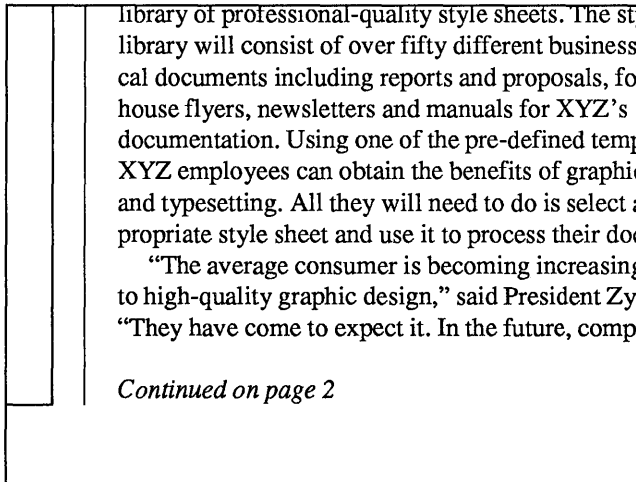 library of professional-quality style sheets. The
library will consist of over fifty different business
cal documents including reports and proposals,
house flyers, newsletters and manuals for XYZ's
documentation. Using one of the pre-defined
XYZ employees can obtain the benefits of
and typesetting. All they will need to do is select
propriate style sheet and use it to process their
“The average consumer is becoming
to high-quality graphic design,” said President
“They have come to expect it. In the future,
Continued on page 2